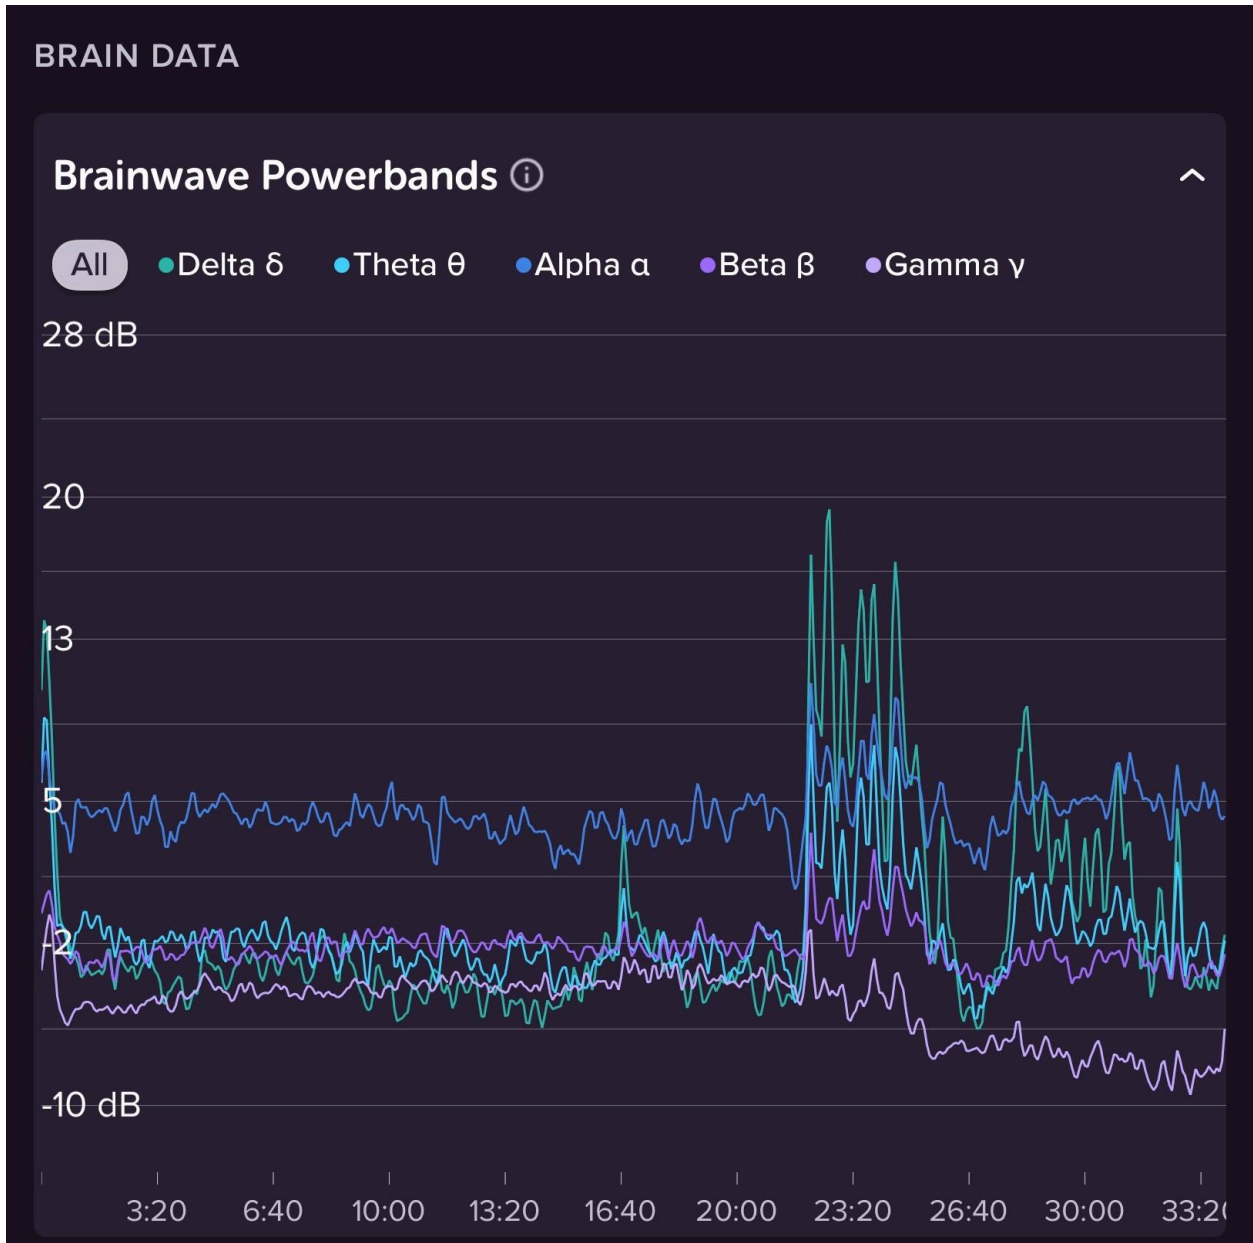 BRAIN DATA
Brainwave Powerbands
All Delta δ Theta θ Alpha α Beta β Gamma γ
28 dB
20
13
5
-2
-10 dB
3:20 6:40 10:00 13:20 16:40 20:00 23:20 26:40 30:00